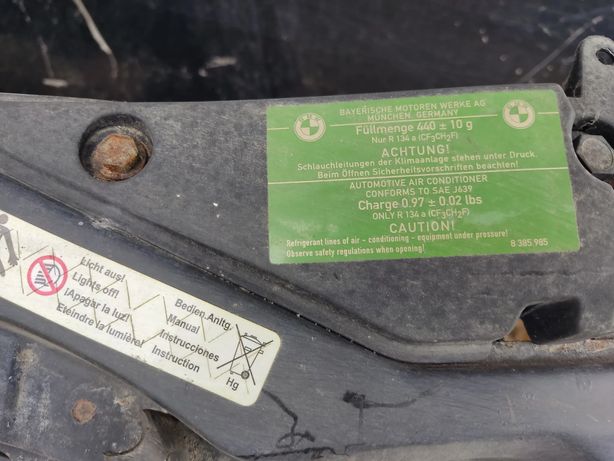 BAYERISCHE MOTOREN WERKE AG
MÜNCHEN, GERMANY
Füllmenge 440 ± 10 g
Nur R 134 a (CF3CH2F)
ACHTUNG!
Schlauchleitungen der Klimaanlage stehen unter Druck.
Beim Öffnen Sicherheitsvorschriften beachten!
AUTOMOTIVE AIR CONDITIONER
CONFORMS TO SAE J639
Charge 0.97 ± 0.02 lbs
ONLY R 134 a (CF3CH2F)
CAUTION!
Refrigerant lines of air - conditioning - equipment under pressure!
Observe safety regulations when opening!
8 385 985
Licht aus!
Lights off!
¡Apagar la luz!
Eteindre la lumière!
Bedien.Anltg.
Manual
Instrucciones
Instruction
Hg